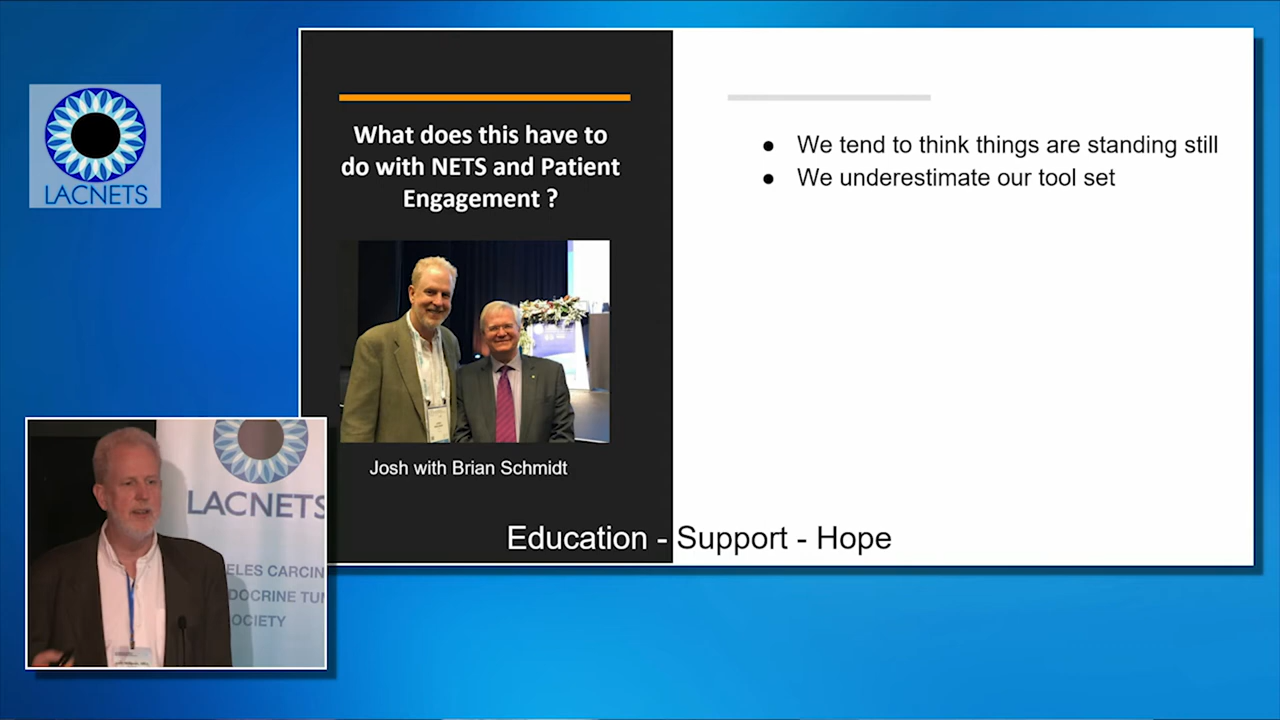 LACNETS
What does this have to
do with NETS and Patient
Engagement ?
Josh with Brian Schmidt
We tend to think things are standing still
We underestimate our tool set
Education - Support - Hope
LACNETS
ELES CARCIN
DOCRINE TU
OCIETY